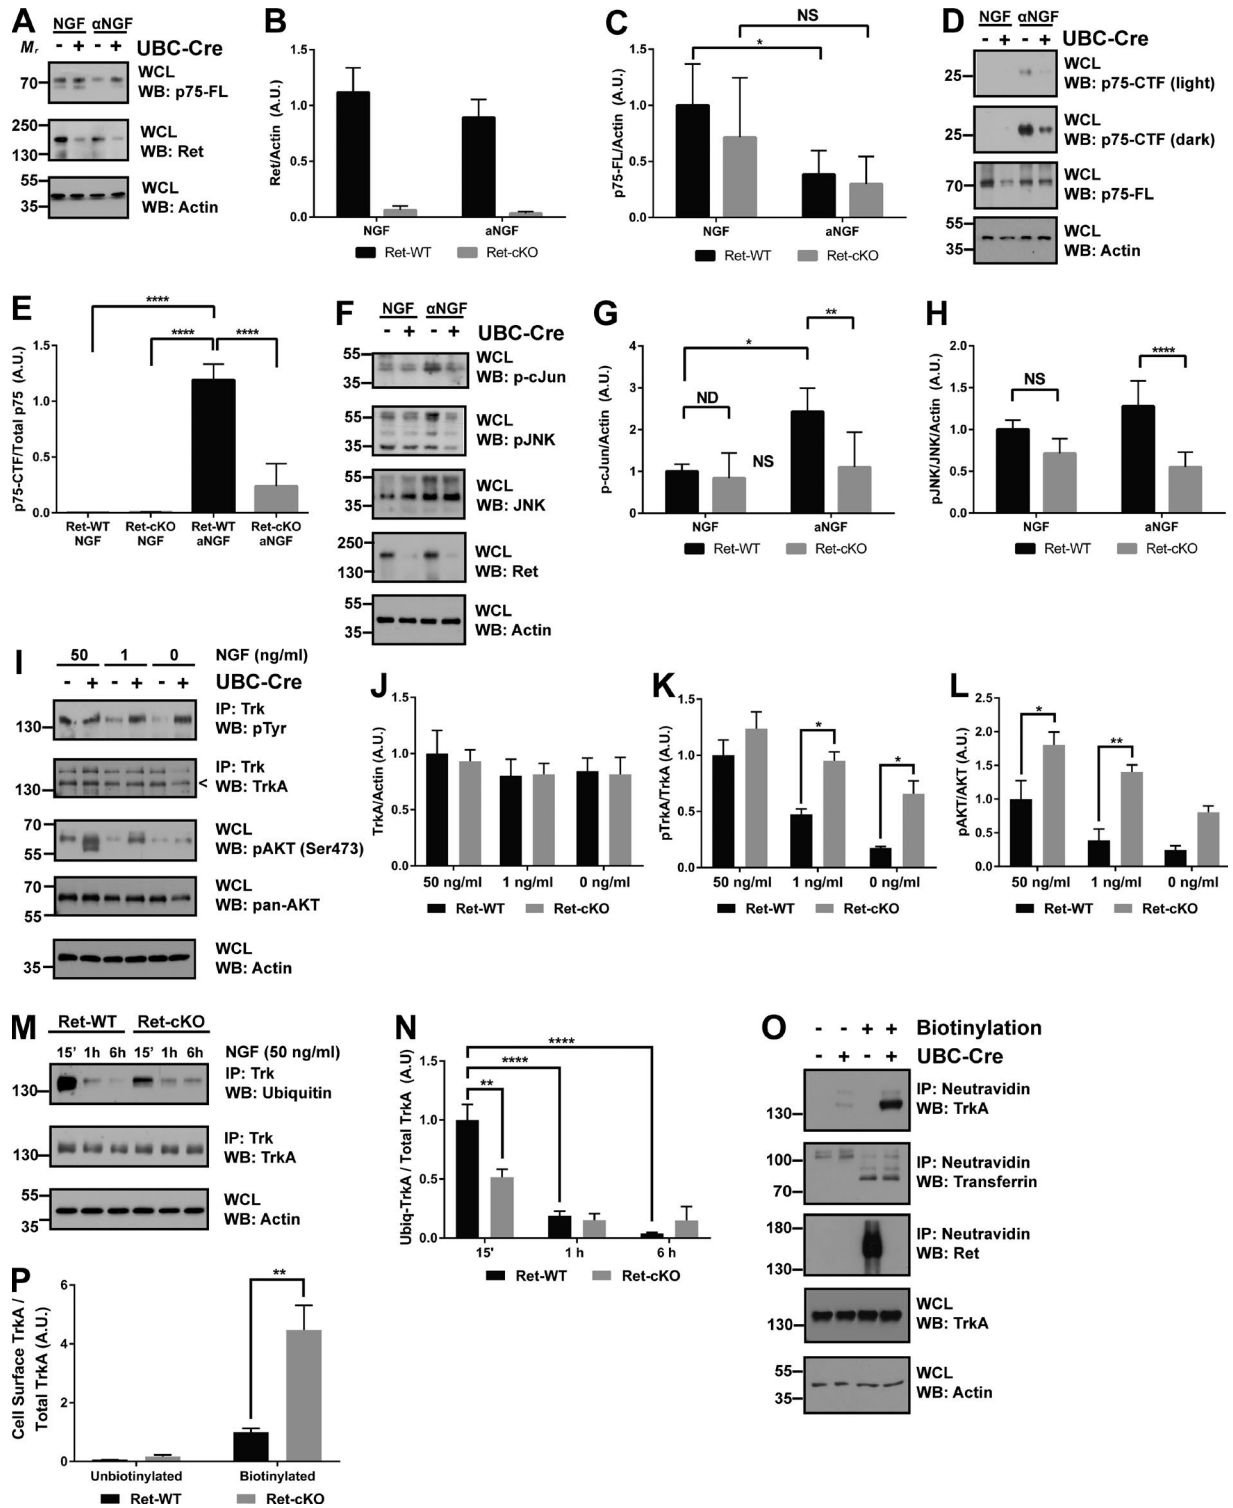 A
NGF αNGF
Mr - + - + UBC-Cre
70
WCL
WB: p75-FL
250
130
WCL
WB: Ret
55
35
WCL
WB: Actin
B
Ret/Actin (A.U.)
1.5
1.0
0.5
0.0
NGF aNGF
Ret-WT Ret-cKO
C
p75-FL/Actin (A.U.)
NS
*
1.5
1.0
0.5
0.0
NGF aNGF
Ret-WT Ret-cKO
D
NGF αNGF
- + - + UBC-Cre
25
WCL
WB: p75-CTF (light)
25
WCL
WB: p75-CTF (dark)
70
WCL
WB: p75-FL
55
35
WCL
WB: Actin
E
p75-CTF/Total p75 (A.U.)
****
**** ****
1.5
1.0
0.5
0.0
Ret-WT Ret-cKO Ret-WT Ret-cKO
NGF NGF aNGF aNGF
F
NGF αNGF
- + - + UBC-Cre
55
35
WCL
WB: p-cJun
55
35
WCL
WB: pJNK
55
35
WCL
WB: JNK
250
130
WCL
WB: Ret
55
35
WCL
WB: Actin
G
p-cJun/Actin (A.U.)
**
*
ND
NS
4
3
2
1
0
NGF aNGF
Ret-WT Ret-cKO
H
pJNK/JNK/Actin (A.U.)
****
NS
2.0
1.5
1.0
0.5
0.0
NGF aNGF
Ret-WT Ret-cKO
I
50 1 0 NGF (ng/ml)
- + - + - + UBC-Cre
130
IP: Trk
WB: pTyr
130
<
IP: Trk
WB: TrkA
70
55
WCL
WB: pAKT (Ser473)
70
55
WCL
WB: pan-AKT
35
WCL
WB: Actin
J
TrkA/Actin (A.U.)
1.5
1.0
0.5
0.0
50 ng/ml 1 ng/ml 0 ng/ml
Ret-WT Ret-cKO
K
pTrkA/TrkA (A.U.)
*
*
1.5
1.0
0.5
0.0
50 ng/ml 1 ng/ml 0 ng/ml
Ret-WT Ret-cKO
L
pAKT/AKT (A.U.)
*
**
2.5
2.0
1.5
1.0
0.5
0.0
50 ng/ml 1 ng/ml 0 ng/ml
Ret-WT Ret-cKO
M
Ret-WT Ret-cKO
15' 1h 6h 15' 1h 6h NGF (50 ng/ml)
130
IP: Trk
WB: Ubiquitin
130
IP: Trk
WB: TrkA
55
35
WCL
WB: Actin
N
Ubiq-TrkA / Total TrkA (A.U)
****
****
**
1.5
1.0
0.5
0.0
15' 1 h 6 h
Ret-WT Ret-cKO
O
- - + + Biotinylation
- + - + UBC-Cre
130
IP: Neutravidin
WB: TrkA
100
70
IP: Neutravidin
WB: Transferrin
180
130
IP: Neutravidin
WB: Ret
130
WCL
WB: TrkA
55
35
WCL
WB: Actin
P
Cell Surface TrkA /
Total TrkA (A.U.)
**
6
4
2
0
Unbiotinylated Biotinylated
Ret-WT Ret-cKO